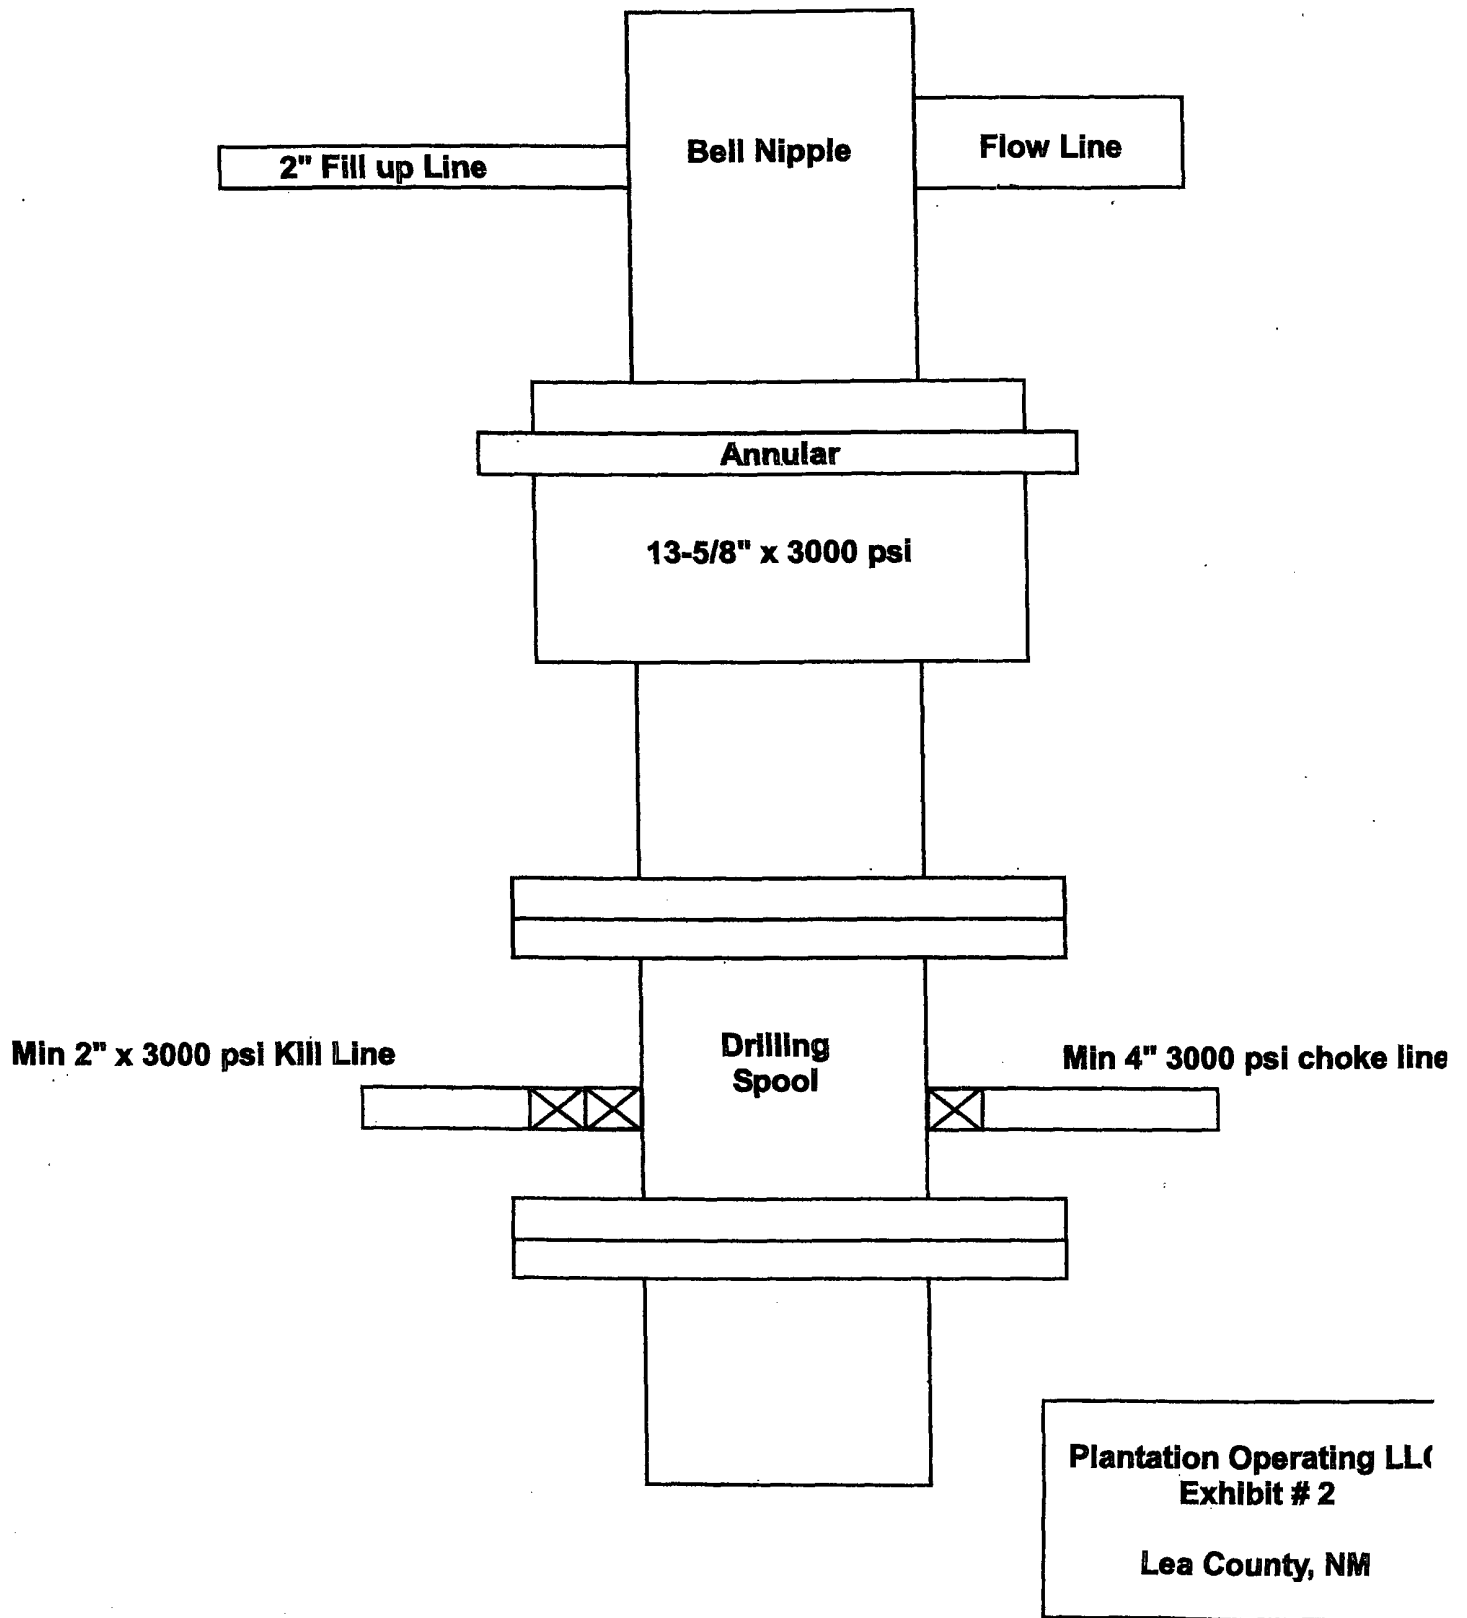 Bell Nipple
Flow Line
2" Fill up Line
Annular
13-5/8" x 3000 psi
Drilling
Spool
Min 2" x 3000 psi Kill Line
Min 4" 3000 psi choke line
Plantation Operating
Exhibit # 2
Lea County, NM